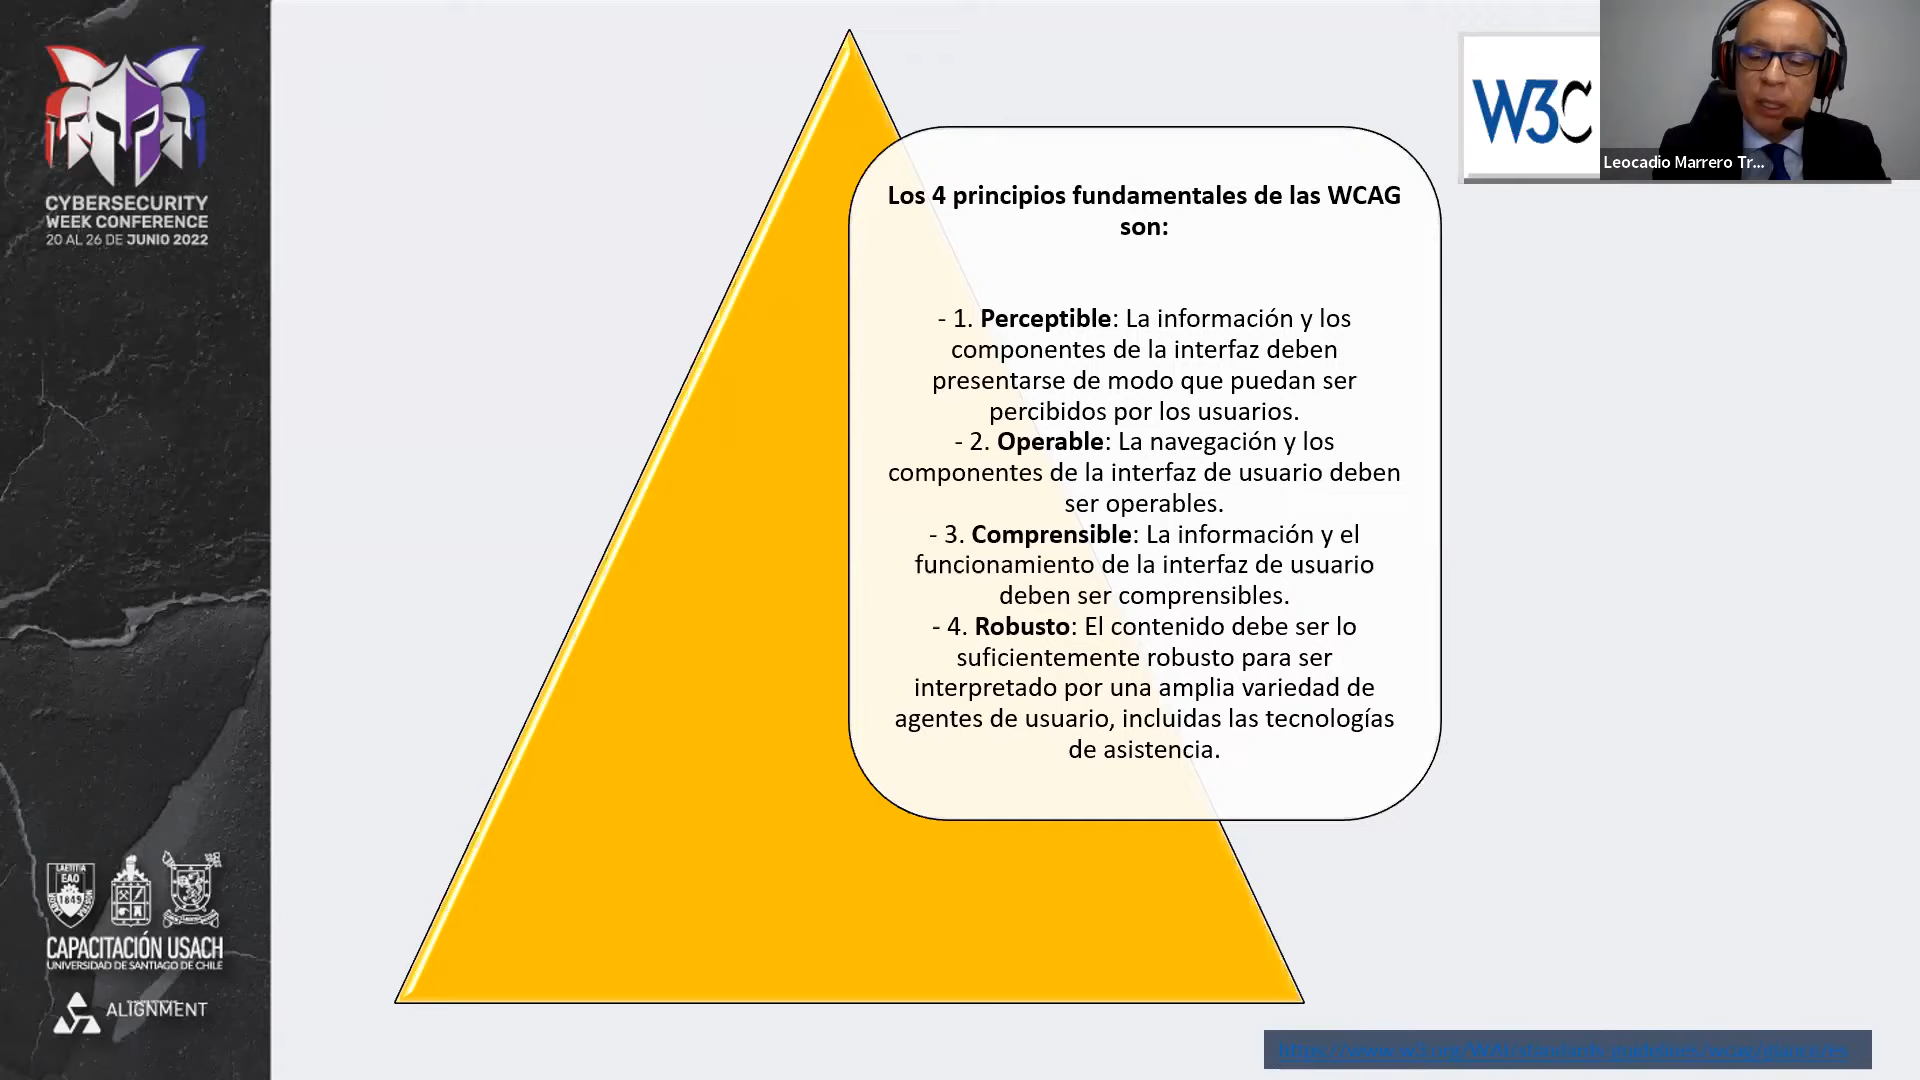 CYBERSECURITY
WEEK CONFERENCE
20 AL 26 DE JUNIO 2022
W3C
Leocadio Marrero Tr...
Los 4 principios fundamentales de las WCAG
son:
- 1. Perceptible: La información y los
componentes de la interfaz deben
presentarse de modo que puedan ser
percibidos por los usuarios.
- 2. Operable: La navegación y los
componentes de la interfaz de usuario deben
ser operables.
- 3. Comprensible: La información y el
funcionamiento de la interfaz de usuario
deben ser comprensibles.
- 4. Robusto: El contenido debe ser lo
suficientemente robusto para ser
interpretado por una amplia variedad de
agentes de usuario, incluidas las tecnologías
de asistencia.
LAETITIA
EAO
1849
CAPACITACIÓN USACH
UNIVERSIDAD DE SANTIAGO DE CHILE
ALIGNMENT